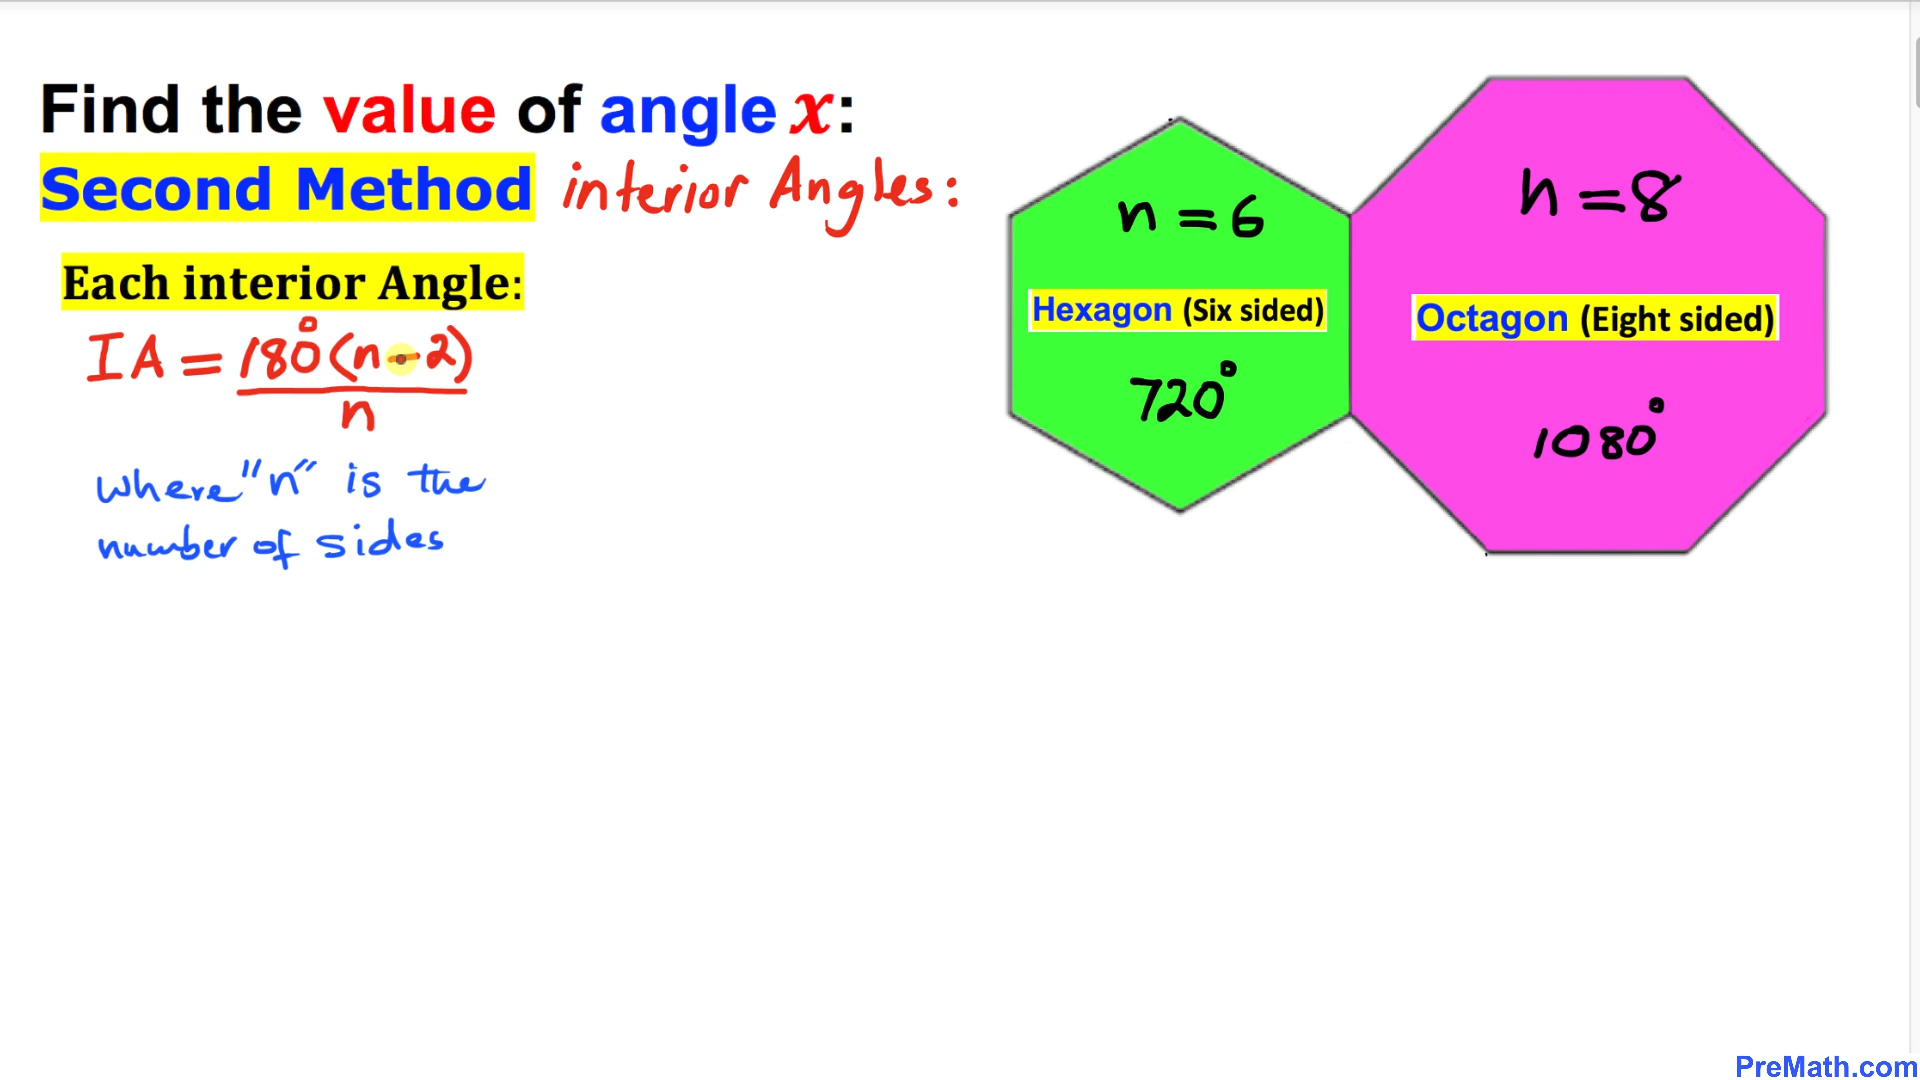 Find the value of angle x:
Second Method interior Angles:
Each interior Angle:
IA = 180°(n-2)
n
where "n" is the
number of sides
n = 6
Hexagon (Six sided)
720°
n = 8
Octagon (Eight sided)
1080°
PreMath.com